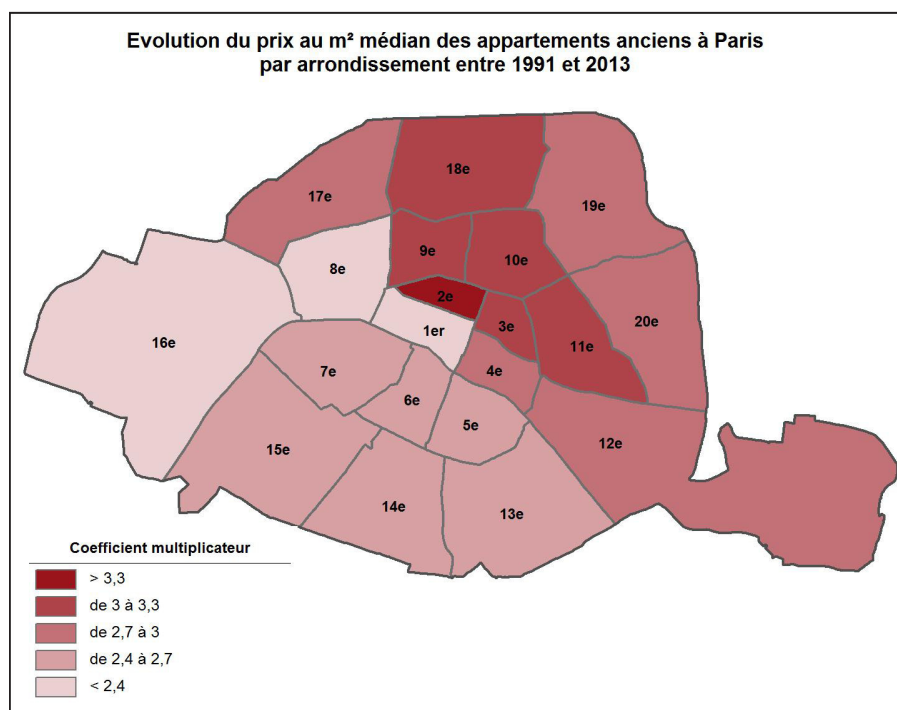 Evolution du prix au m² médian des appartements anciens à Paris
par arrondissement entre 1991 et 2013
18e
17e
19e
9e
10e
8e
2e
3e
20e
1er
16e
11e
4e
7e
6e
5e
12e
15e
14e
13e
Coefficient multiplicateur
> 3,3
de 3 à 3,3
de 2,7 à 3
de 2,4 à 2,7
< 2,4